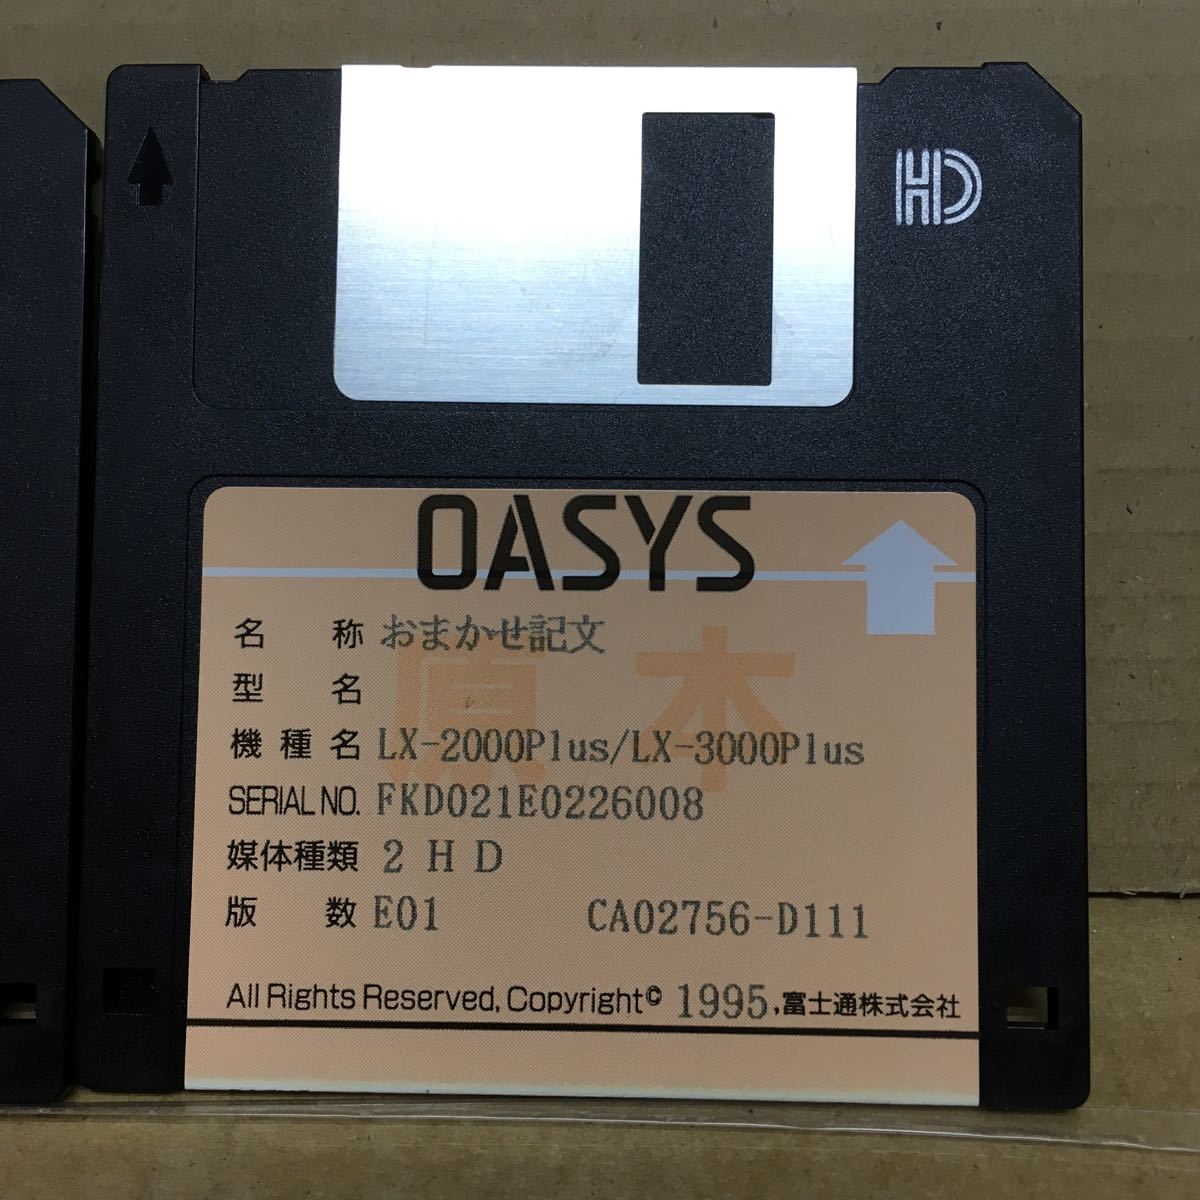 HD
OASYS
原本
名 称 おまかせ記文
型 名
機種名 LX-2000Plus/LX-3000Plus
SERIAL NO. FKD021E0226008
媒体種類 2HD
版 数 E01 CA02756-D111
All Rights Reserved, Copyright© 1995,富士通株式会社